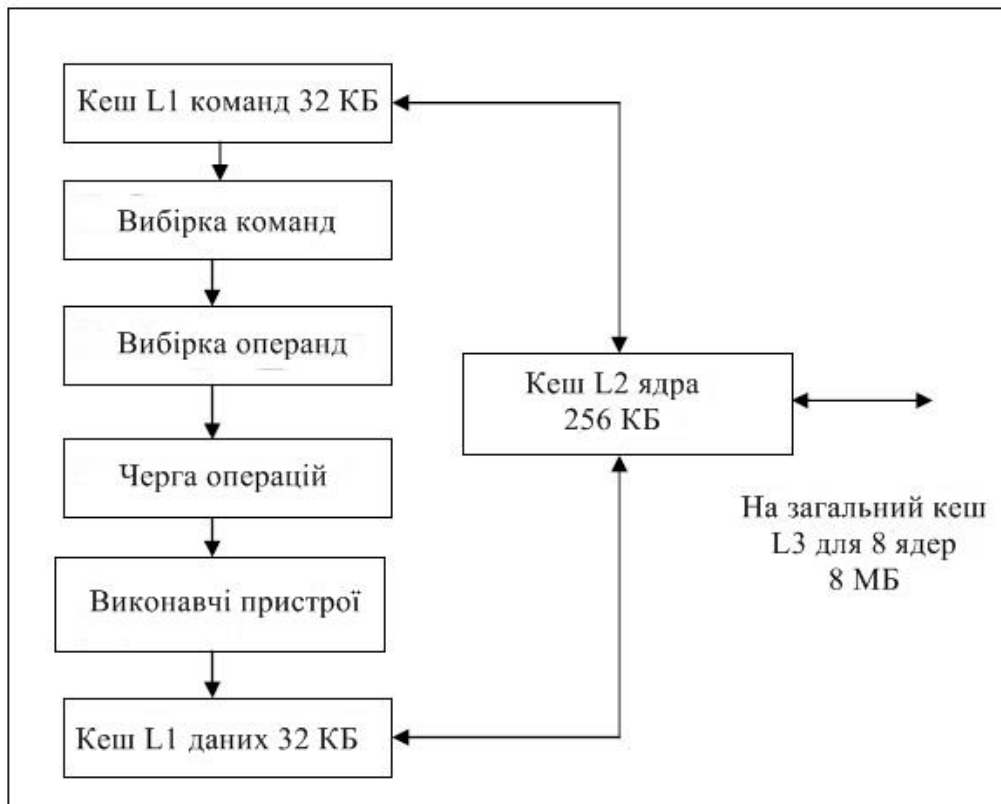 Кеш L1 команд 32 КБ
Вибірка команд
Вибірка операнд
Черга операцій
Виконавчі пристрої
Кеш L1 даних 32 КБ
Кеш L2 ядра
256 КБ
На загальний кеш
L3 для 8 ядер
8 МБ